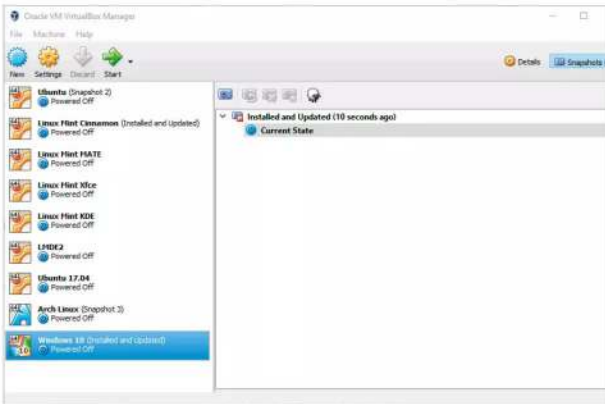 Oracle VM VirtualBox Manager
File Machine Help
New Settings Discard Start
Details Snapshots
Ubuntu (Snapshot 2)
Powered Off
Linux Mint Cinnamon (Installed and Updated)
Powered Off
Linux Mint MATE
Powered Off
Linux Mint Xfce
Powered Off
Linux Mint KDE
Powered Off
LMDE2
Powered Off
Ubuntu 17.04
Powered Off
Arch Linux (Snapshot 3)
Powered Off
Windows 10 (Installed and Updated)
Powered Off
Installed and Updated (10 seconds ago)
Current State